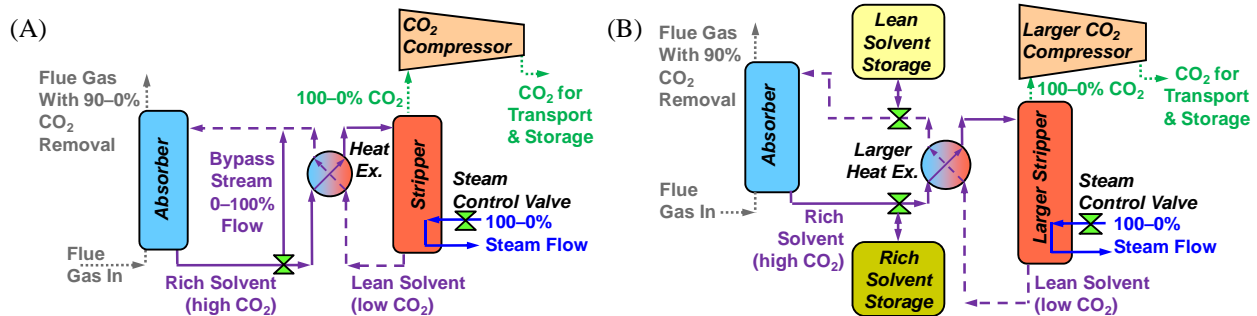 (A)
CO2
Compressor
Flue Gas
With 90–0%
CO2
Removal
100–0% CO2
CO2 for
Transport
& Storage
Absorber
Bypass
Stream
0–100%
Flow
Heat
Ex.
Stripper
Steam
Control Valve
100–0%
Steam Flow
Flue
Gas In
Rich Solvent
(high CO2)
Lean Solvent
(low CO2)
(B)
Flue Gas
With 90%
CO2
Removal
Lean
Solvent
Storage
Larger CO2
Compressor
100–0% CO2
CO2 for
Transport
& Storage
Absorber
Larger
Heat Ex.
Larger Stripper
Steam
Control Valve
100–0%
Steam Flow
Flue
Gas In
Rich
Solvent
(high CO2)
Rich
Solvent
Storage
Lean Solvent
(low CO2)